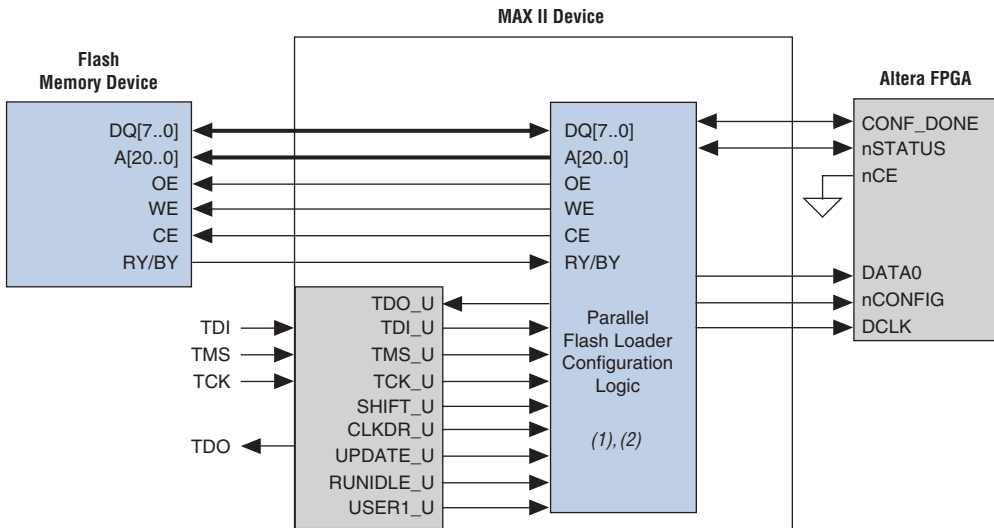 MAX II Device
Flash
Memory Device
Altera FPGA
DQ[7..0]
A[20..0]
OE
WE
CE
RY/BY
DQ[7..0]
A[20..0]
OE
WE
CE
RY/BY
Parallel
Flash Loader
Configuration
Logic
(1), (2)
CONF_DONE
nSTATUS
nCE
DATA0
nCONFIG
DCLK
TDI
TMS
TCK
TDO
TDO_U
TDI_U
TMS_U
TCK_U
SHIFT_U
CLKDR_U
UPDATE_U
RUNIDLE_U
USER1_U